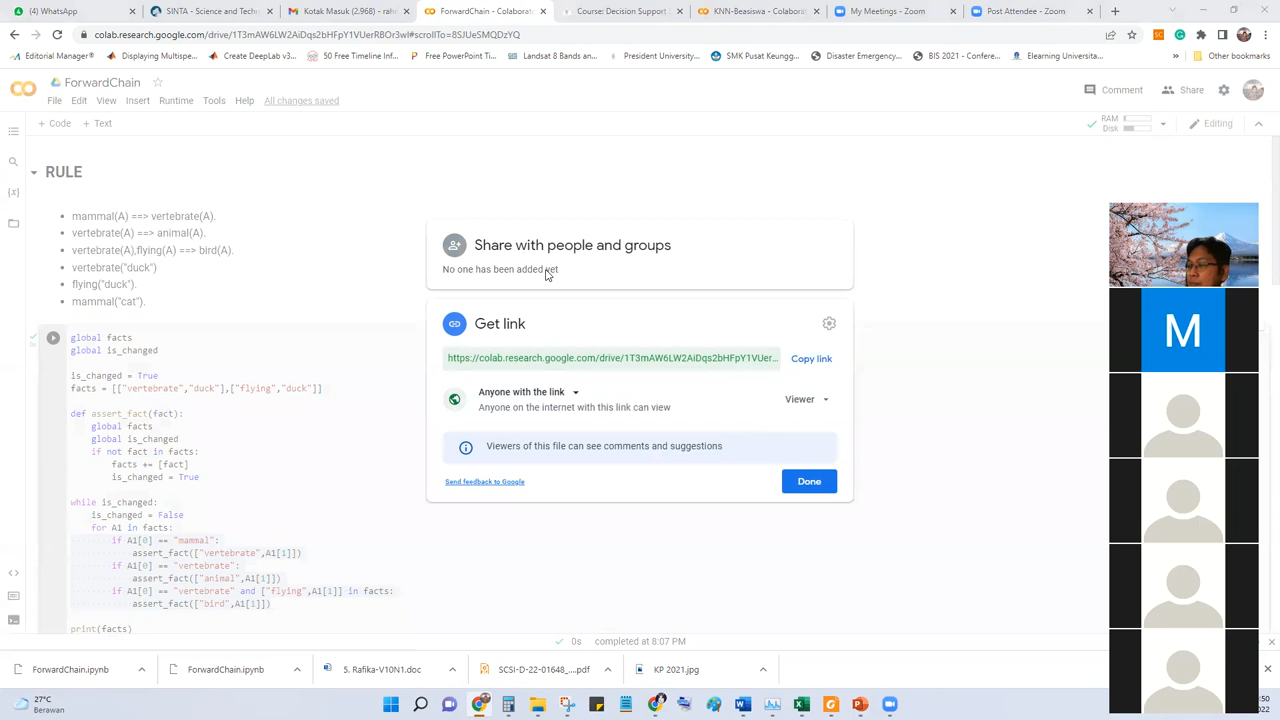 (4) WhatsApp
SINTA - Science and Technolo
Kotak Masuk (2.968) - rah
ForwardChain - Colaborato
Course: Decision Support
KNN-Beasiswa - Colaborat
My Meetings - Zoom
Post Attendee - Zoom
colab.research.google.com/drive/1T3mAW6LW2AiDqs2bHFpY1VUerRBOr3wI#scrollTo=8SJUeSMQDzYQ
Editorial Manager®
Displaying Multispe...
Create DeepLab v3...
50 Free Timeline Inf...
Free PowerPoint Ti...
Landsat 8 Bands an...
President University...
SMK Pusat Keungg...
Disaster Emergency...
BIS 2021 - Confere...
Elearning Universita...
»
Other bookmarks
ForwardChain
Comment
Share
File Edit View Insert Runtime Tools Help All changes saved
+ Code + Text
RAM
Disk
Editing
RULE
• mammal(A) ==> vertebrate(A).
• vertebrate(A) ==> animal(A).
• vertebrate(A),flying(A) ==> bird(A).
• vertebrate("duck")
• flying("duck").
• mammal("cat").
global facts
global is_changed
is_changed = True
facts = [["vertebrate","duck"],["flying","duck"]]
def assert_fact(fact):
global facts
global is_changed
if not fact in facts:
facts += [fact]
is_changed = True
while is_changed:
is_changed = False
for A1 in facts:
if A1[0] == "mammal":
assert_fact(["vertebrate",A1[1]])
if A1[0] == "vertebrate":
assert_fact(["animal",A1[1]])
if A1[0] == "vertebrate" and ["flying",A1[1]] in facts:
assert_fact(["bird",A1[1]])
print(facts)
Share with people and groups
No one has been added yet
Get link
https://colab.research.google.com/drive/1T3mAW6LW2AiDqs2bHFpY1VUer...
Copy link
Anyone with the link
Anyone on the internet with this link can view
Viewer
Viewers of this file can see comments and suggestions
Send feedback to Google
Done
M
0s completed at 8:07 PM
ForwardChain.ipynb
ForwardChain.ipynb
5. Rafika-V10N1.doc
SCSI-D-22-01648_...pdf
KP 2021.jpg
27°C
Berawan